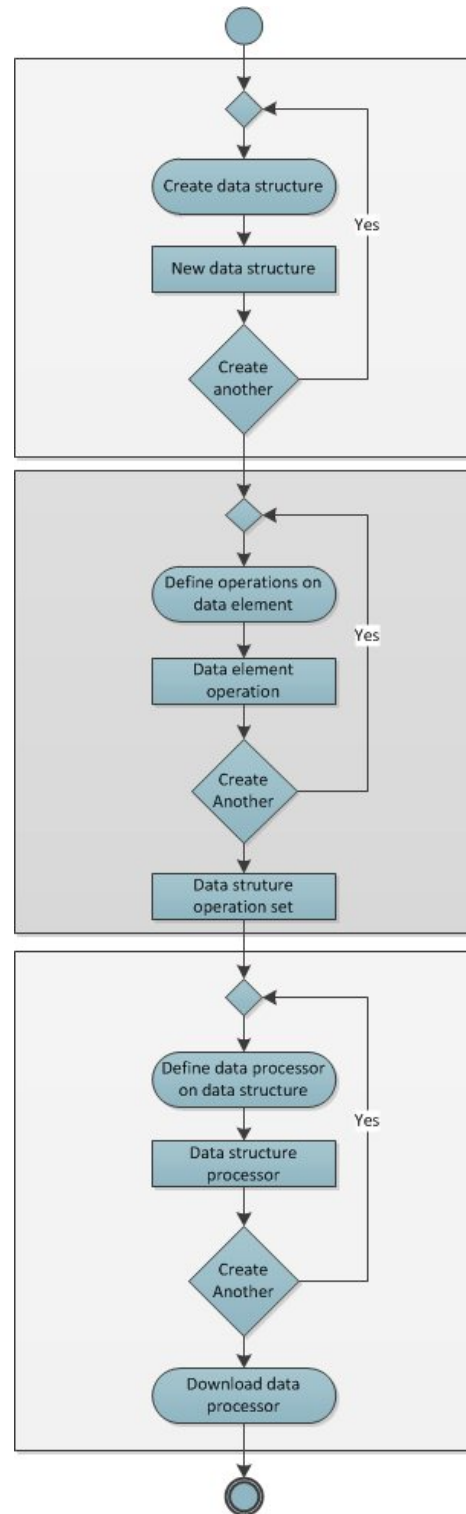 Create data structure
Yes
New data structure
Create
another
Define operations on
data element
Yes
Data element
operation
Create
Another
Data struture
operation set
Define data processor
on data structure
Yes
Data structure
processor
Create
Another
Download data
processor